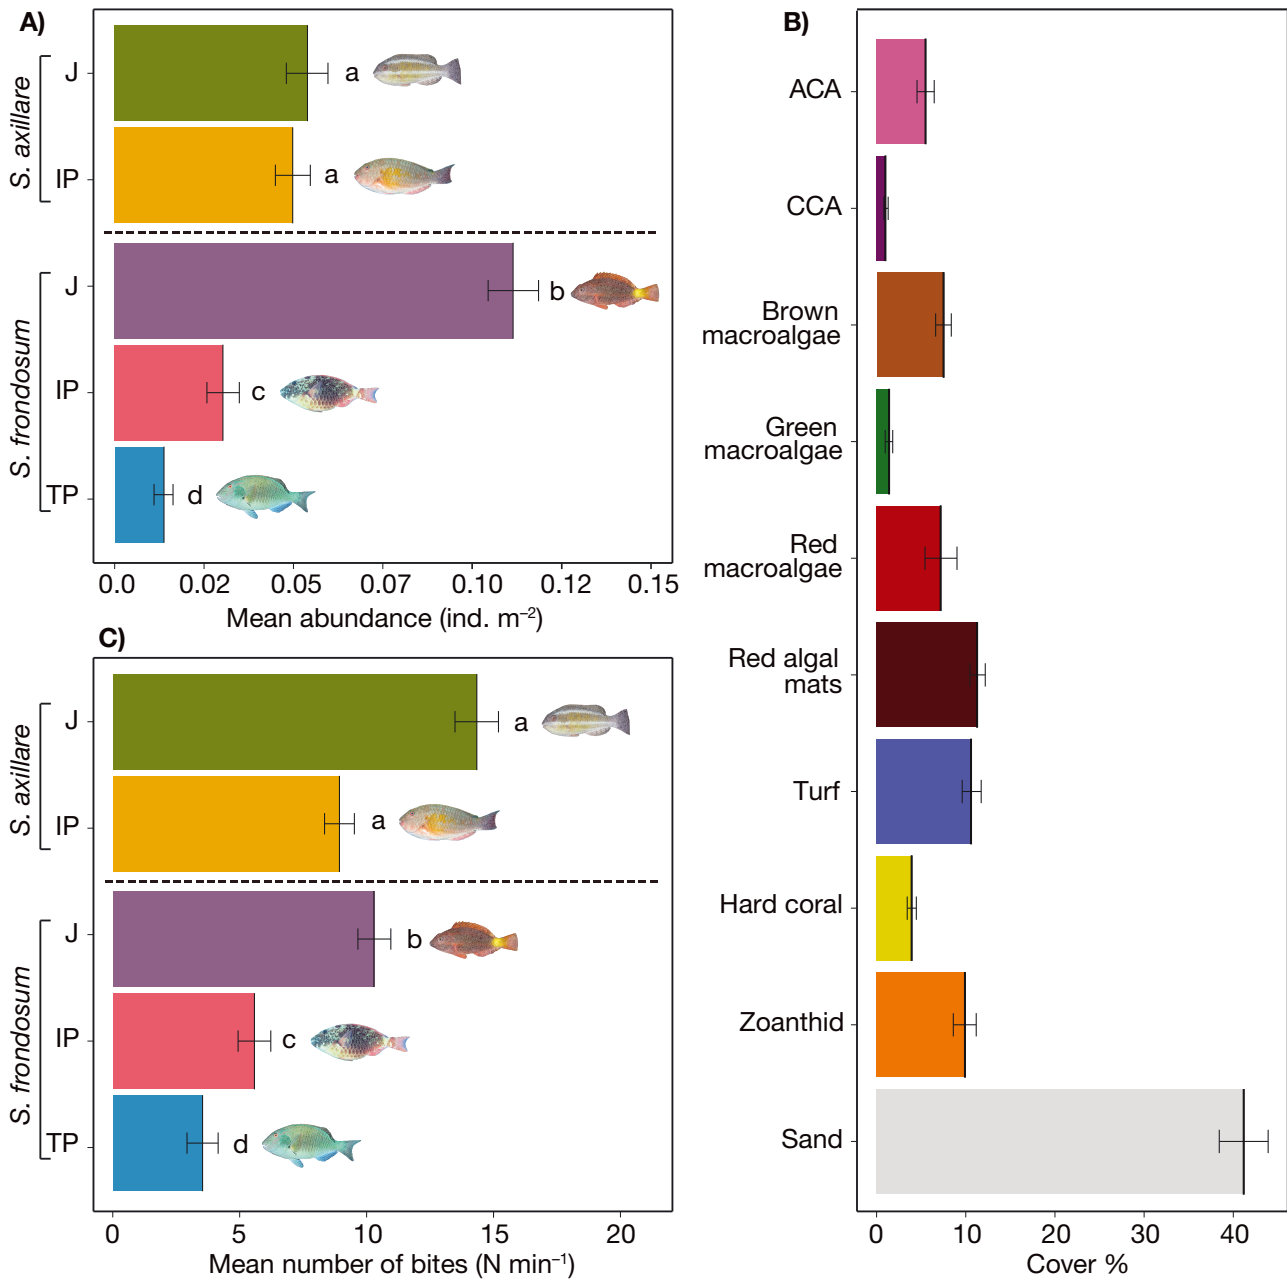 A)
S. axillare
J
a
IP
a
S. frondosum
J
b
IP
c
TP
d
0.0 0.02 0.05 0.07 0.10 0.12 0.15
Mean abundance (ind. m⁻²)
B)
ACA
CCA
Brown
macroalgae
Green
macroalgae
Red
macroalgae
Red algal
mats
Turf
Hard coral
Zoanthid
Sand
0 10 20 30 40
Cover %
C)
S. axillare
J
a
IP
a
S. frondosum
J
b
IP
c
TP
d
0 5 10 15 20
Mean number of bites (N min⁻¹)